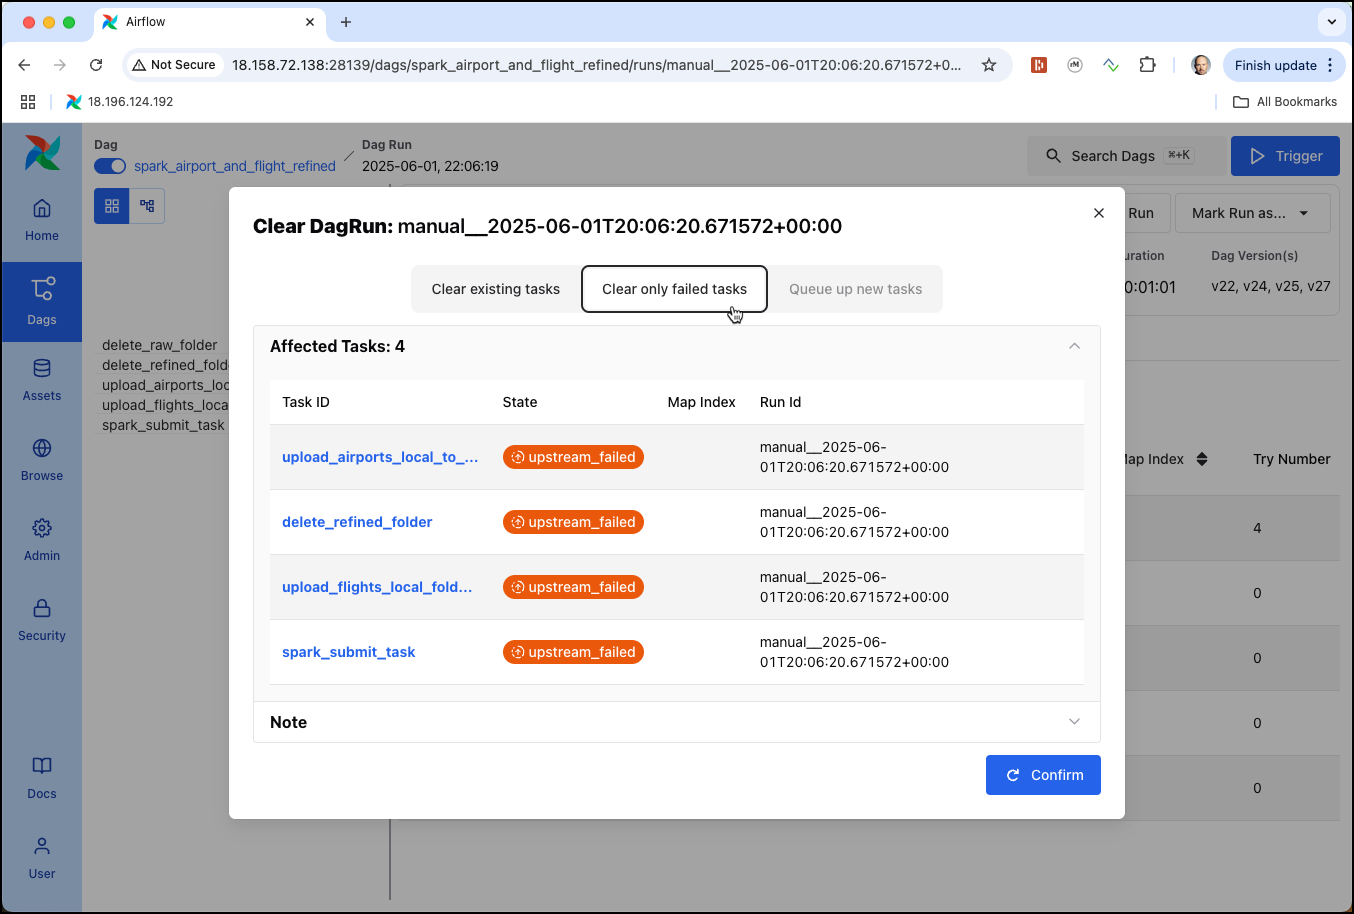 Airflow
Not Secure
18.158.72.138:28139/dags/spark_airport_and_flight_refined/runs/manual__2025-06-01T20:06:20.671572+0...
rM
Finish update
18.196.124.192
All Bookmarks
Dag
spark_airport_and_flight_refined
Dag Run
2025-06-01, 22:06:19
Search Dags ⌘+K
Trigger
Home
Dags
Assets
Browse
Admin
Security
Docs
User
delete_raw_folder
delete_refined_folde
upload_airports_loc
upload_flights_loca
spark_submit_task
Run
Mark Run as...
uration
Dag Version(s)
0:01:01
v22, v24, v25, v27
Map Index
Try Number
4
0
0
0
0
Clear DagRun: manual__2025-06-01T20:06:20.671572+00:00
Clear existing tasks
Clear only failed tasks
Queue up new tasks
Affected Tasks: 4
Task ID State Map Index Run Id
upload_airports_local_to_... upstream_failed manual__2025-06-
01T20:06:20.671572+00:00
delete_refined_folder upstream_failed manual__2025-06-
01T20:06:20.671572+00:00
upload_flights_local_fold... upstream_failed manual__2025-06-
01T20:06:20.671572+00:00
spark_submit_task upstream_failed manual__2025-06-
01T20:06:20.671572+00:00
Note
Confirm